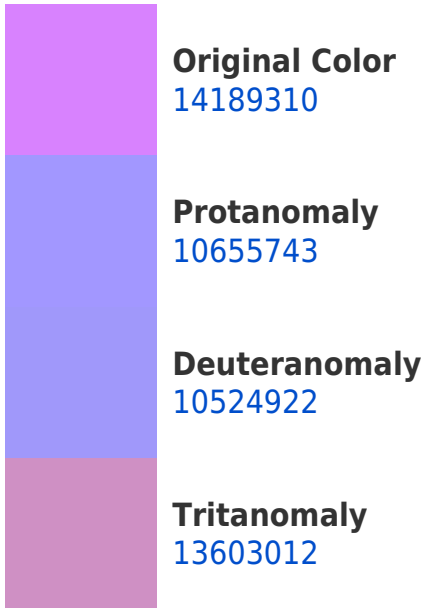 Original Color
14189310
Protanomaly
10655743
Deuteranomaly
10524922
Tritanomaly
13603012